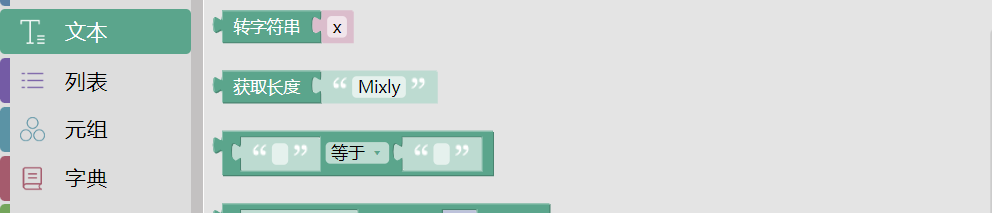 文本
列表
元组
字典
转字符串 x
获取长度 “ Mixly ”
“ ” 等于 “ ”